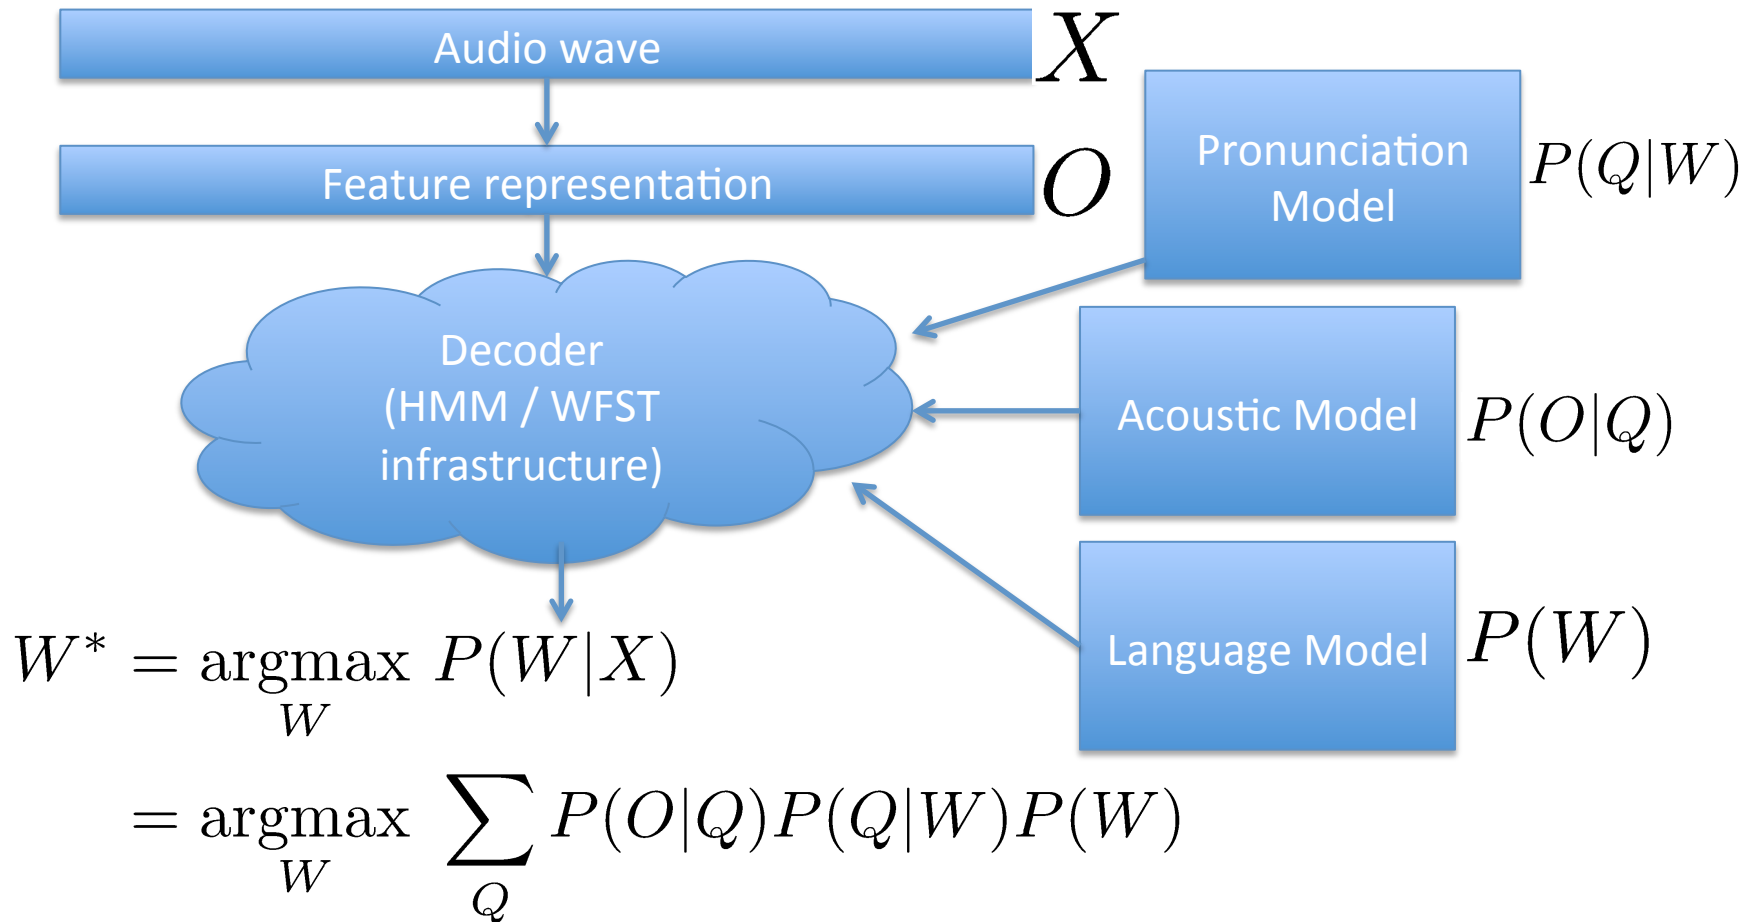 Audio wave
X
Feature representation
O
Pronunciation
Model
P(Q|W)
Decoder
(HMM / WFST
infrastructure)
Acoustic Model
P(O|Q)
Language Model
P(W)
W* = argmax P(W|X)
W
= argmax ∑ P(O|Q)P(Q|W)P(W)
W Q